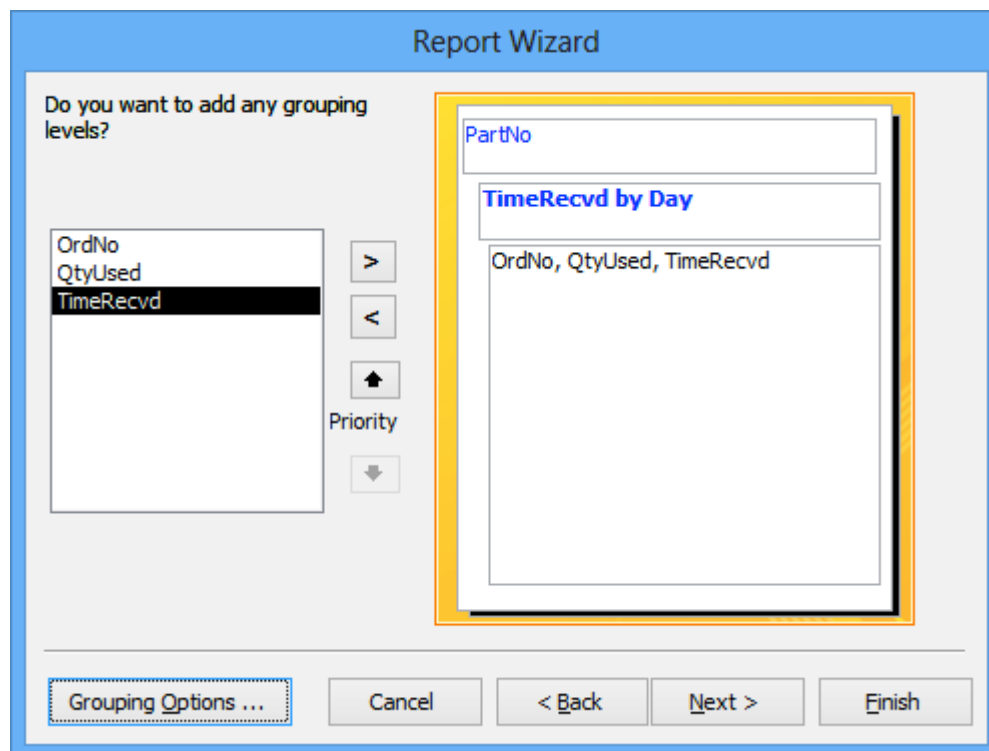 Report Wizard
Do you want to add any grouping
levels?
OrdNo
QtyUsed
TimeRecvd
>
<
Priority
PartNo
TimeRecvd by Day
OrdNo, QtyUsed, TimeRecvd
Grouping Options ...
Cancel
< Back
Next >
Finish